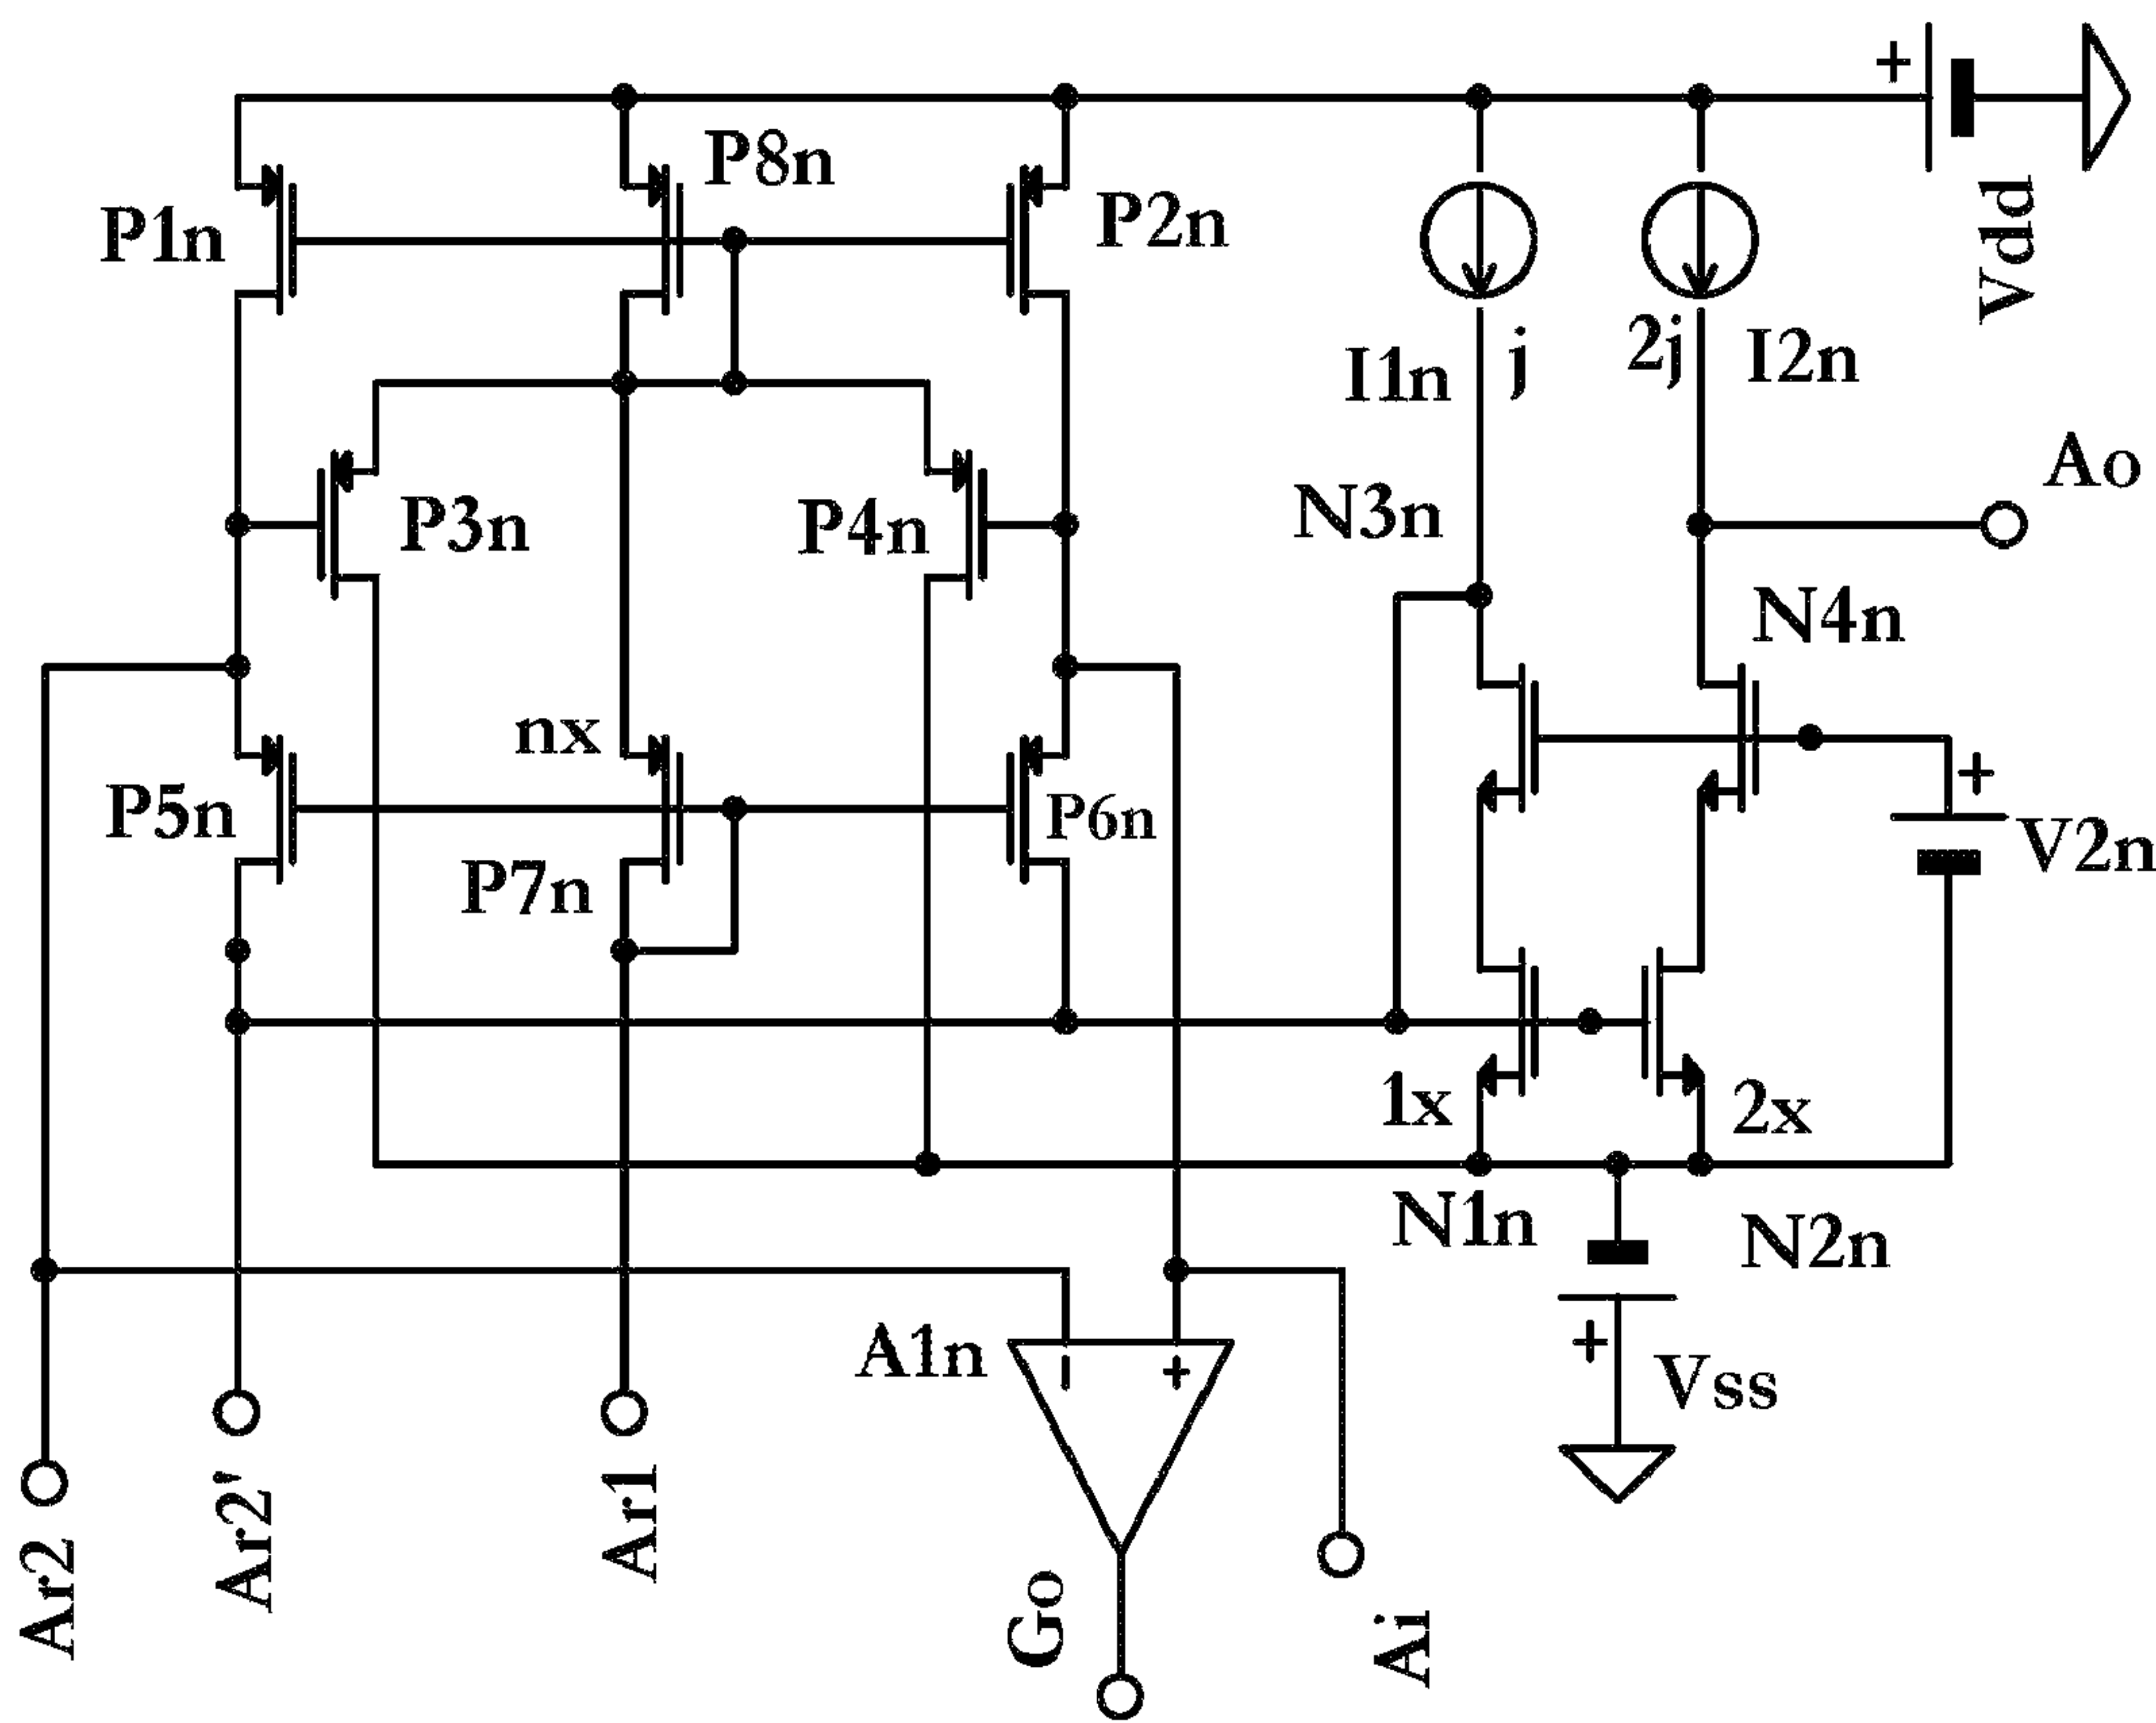 +
P8n
P1n
P2n
Vdd
I1n
j
2j
I2n
Ao
N3n
P3n
P4n
N4n
nx
+
P5n
P6n
V2n
P7n
1x
2x
N1n
N2n
A1n
- +
+
Vss
Ar2
Ar2'
Ar1
Go
Ai